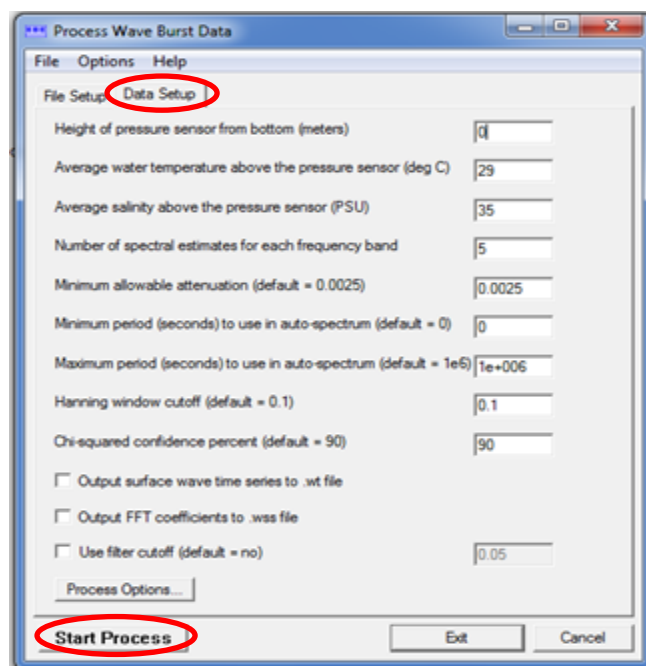 Process Wave Burst Data
File Options Help
File Setup Data Setup
Height of pressure sensor from bottom (meters) 0
Average water temperature above the pressure sensor (deg C) 29
Average salinity above the pressure sensor (PSU) 35
Number of spectral estimates for each frequency band 5
Minimum allowable attenuation (default = 0.0025) 0.0025
Minimum period (seconds) to use in auto-spectrum (default = 0) 0
Maximum period (seconds) to use in auto-spectrum (default = 1e6) 1e+006
Hanning window cutoff (default = 0.1) 0.1
Chi-squared confidence percent (default = 90) 90
Output surface wave time series to .wt file
Output FFT coefficients to .wss file
Use filter cutoff (default = no) 0.05
Process Options...
Start Process Exit Cancel